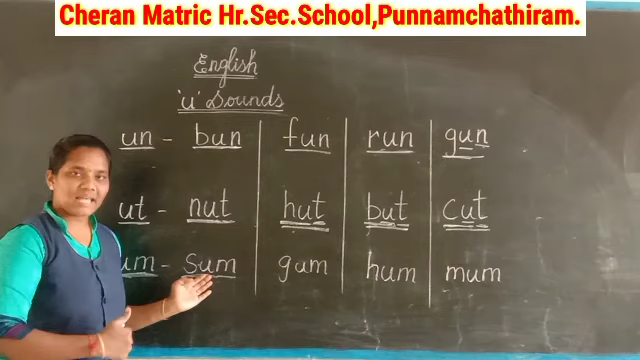 Cheran Matric Hr.Sec.School,Punnamchathiram.
English
'u' Sounds
un - bun fun run gun
ut - nut hut but cut
um - sum gum hum mum